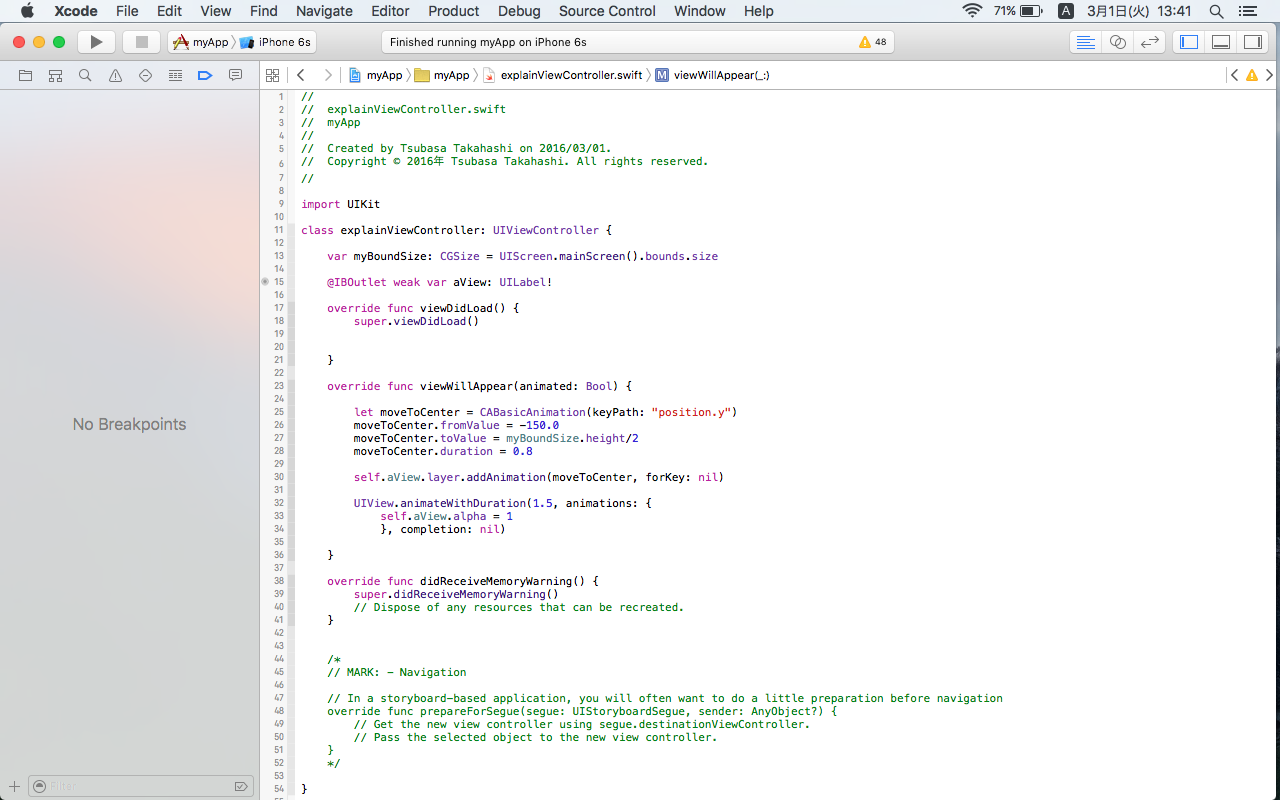 Xcode File Edit View Find Navigate Editor Product Debug Source Control Window Help 71% A 3月1日(火) 13:41
myApp iPhone 6s Finished running myApp on iPhone 6s 48
myApp myApp explainViewController.swift M viewWillAppear(_:)
No Breakpoints
Filter
1 //
2 //  explainViewController.swift
3 //  myApp
4 //
5 //  Created by Tsubasa Takahashi on 2016/03/01.
6 //  Copyright © 2016年 Tsubasa Takahashi. All rights reserved.
7 //
8
9 import UIKit
10
11 class explainViewController: UIViewController {
12
13     var myBoundSize: CGSize = UIScreen.mainScreen().bounds.size
14
15     @IBOutlet weak var aView: UILabel!
16
17     override func viewDidLoad() {
18         super.viewDidLoad()
19
20
21     }
22
23     override func viewWillAppear(animated: Bool) {
24
25         let moveToCenter = CABasicAnimation(keyPath: "position.y")
26         moveToCenter.fromValue = -150.0
27         moveToCenter.toValue = myBoundSize.height/2
28         moveToCenter.duration = 0.8
29
30         self.aView.layer.addAnimation(moveToCenter, forKey: nil)
31
32         UIView.animateWithDuration(1.5, animations: {
33             self.aView.alpha = 1
34             }, completion: nil)
35
36     }
37
38     override func didReceiveMemoryWarning() {
39         super.didReceiveMemoryWarning()
40         // Dispose of any resources that can be recreated.
41     }
42
43
44     /*
45     // MARK: - Navigation
46
47     // In a storyboard-based application, you will often want to do a little preparation before navigation
48     override func prepareForSegue(segue: UIStoryboardSegue, sender: AnyObject?) {
49         // Get the new view controller using segue.destinationViewController.
50         // Pass the selected object to the new view controller.
51     }
52     */
53
54 }